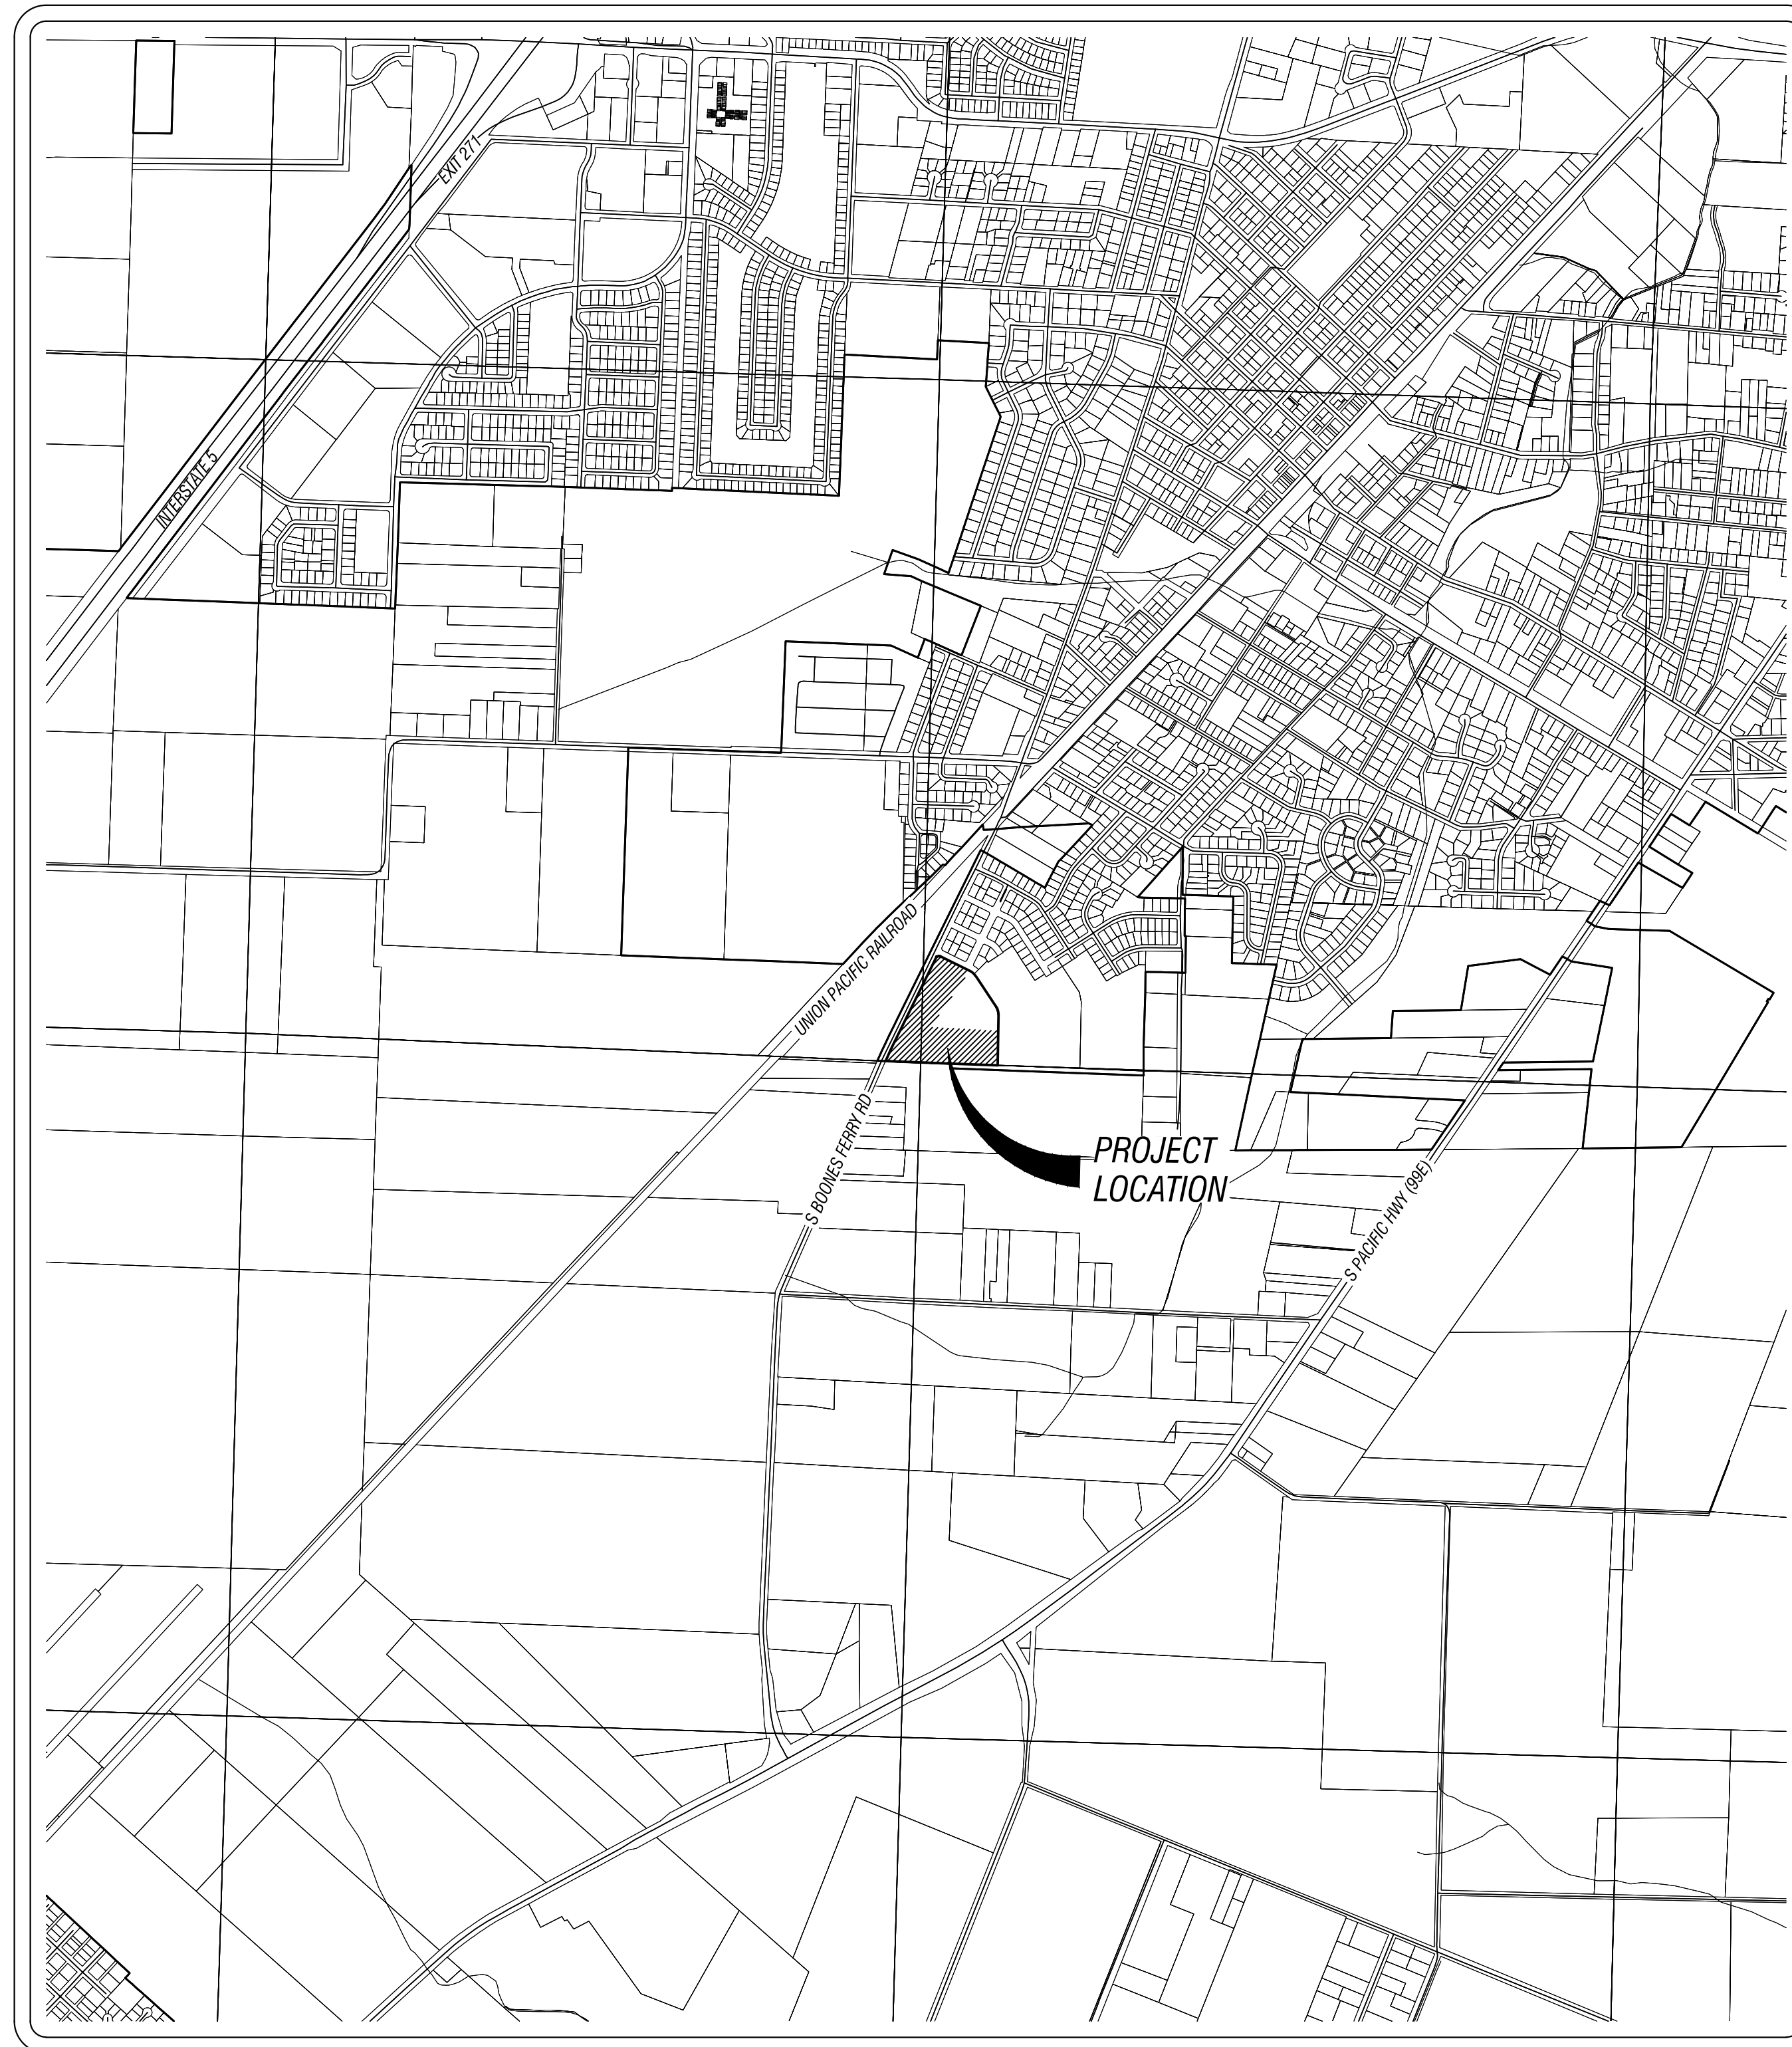 EXIT 271
INTERSTATE 5
UNION PACIFIC RAILROAD
S BOONES FERRY RD
PROJECT
LOCATION
S PACIFIC HWY (99E)